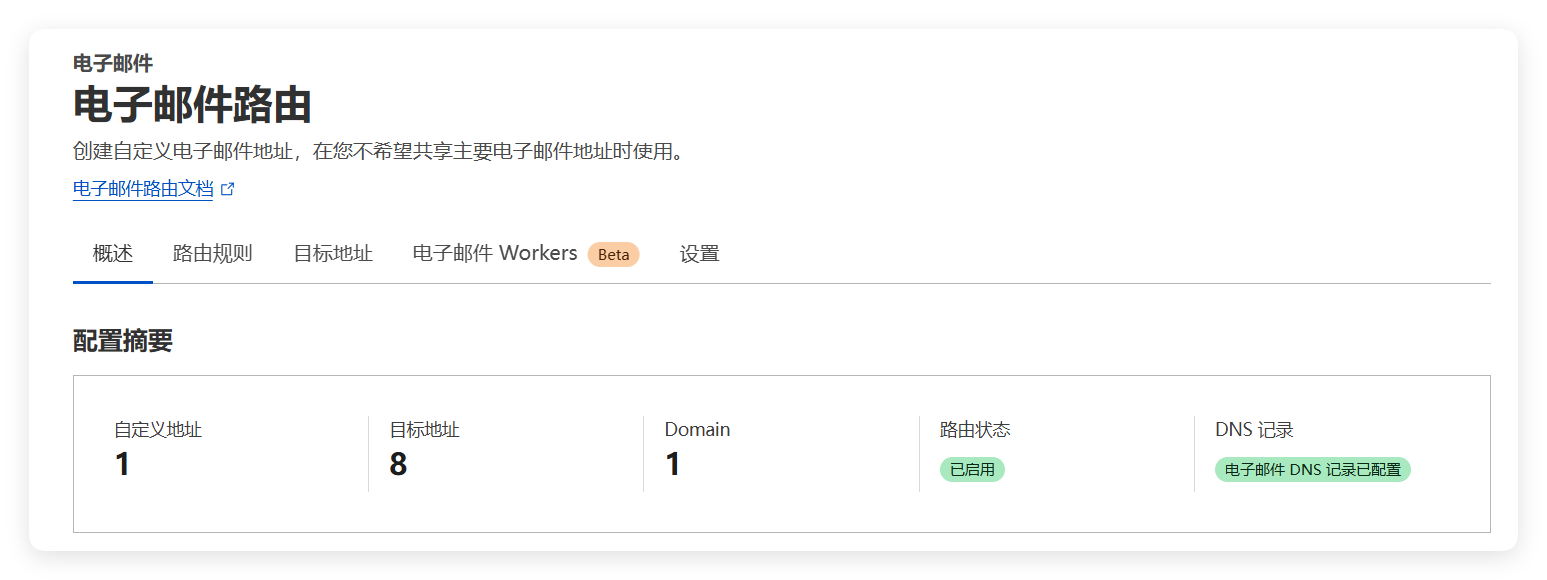 电子邮件
电子邮件路由
创建自定义电子邮件地址，在您不希望共享主要电子邮件地址时使用。
电子邮件路由文档
概述 路由规则 目标地址 电子邮件 Workers Beta 设置
配置摘要
自定义地址 目标地址 Domain 路由状态 DNS 记录
1 8 1 已启用 电子邮件 DNS 记录已配置